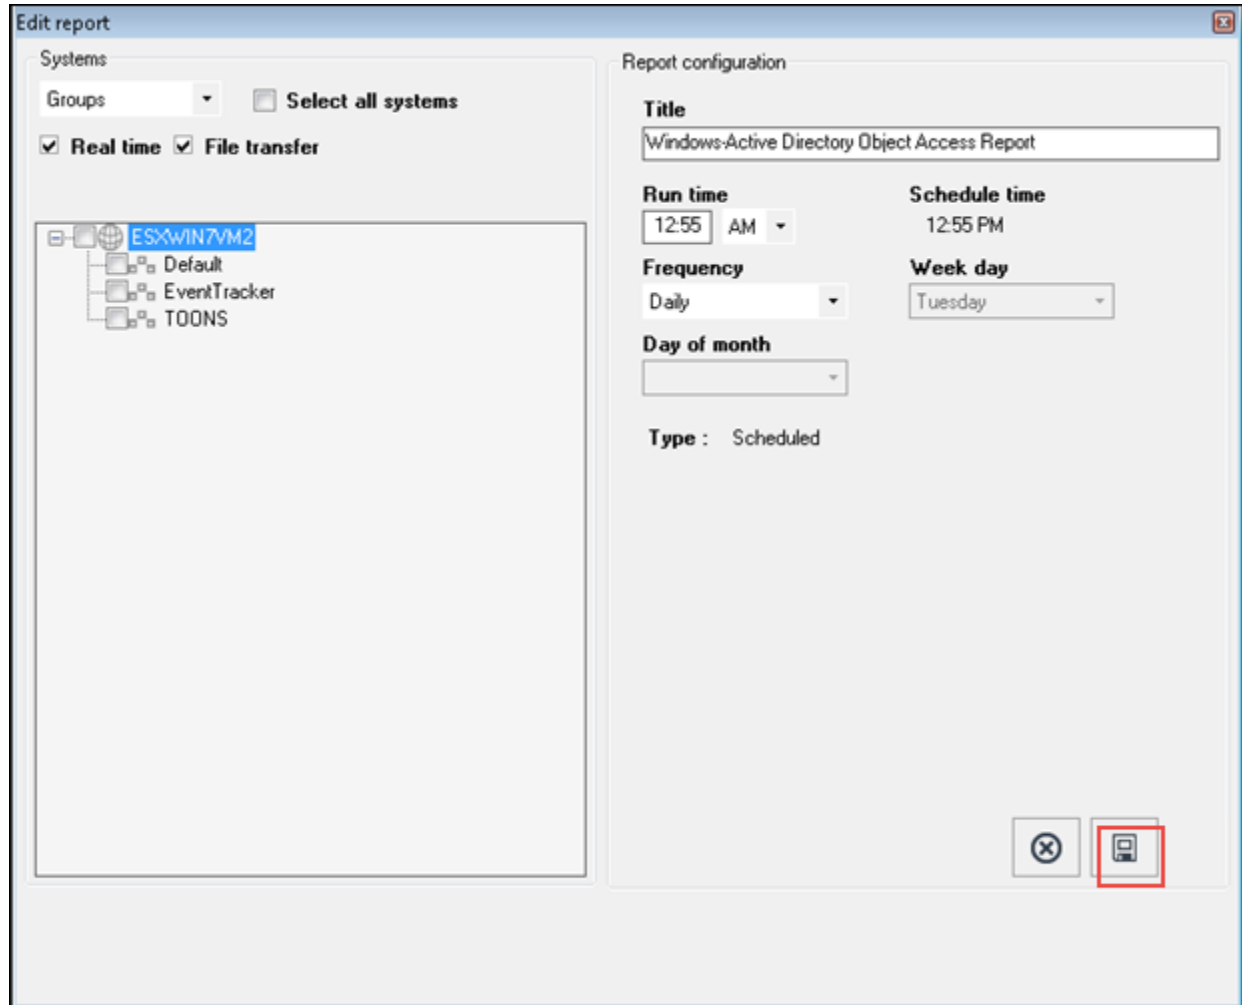 Edit report
Systems
Groups
Select all systems
Real time
File transfer
ESXWIN7VM2
Default
EventTracker
TOONS
Report configuration
Title
Windows-Active Directory Object Access Report
Run time
Schedule time
12:55
AM
12:55 PM
Frequency
Week day
Daily
Tuesday
Day of month
Type :
Scheduled